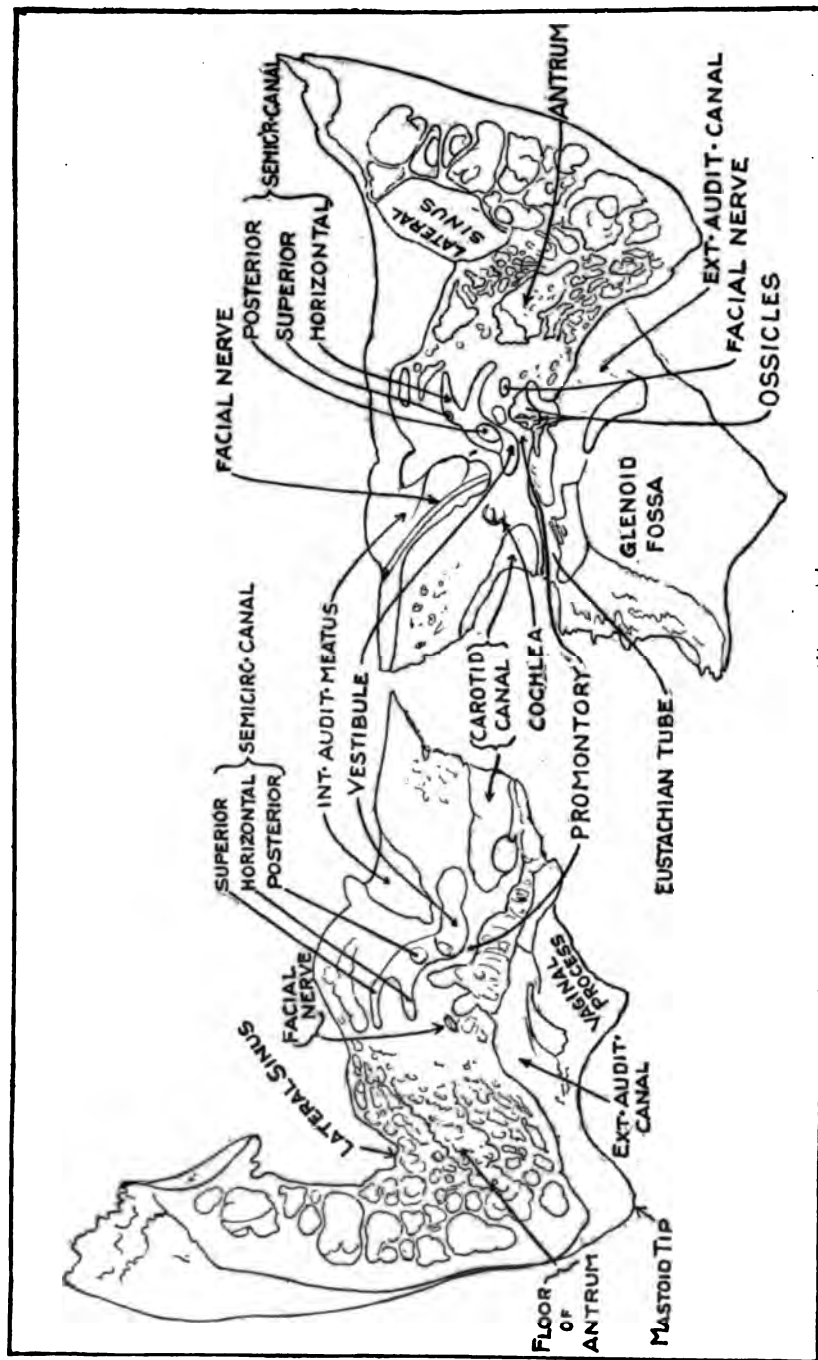 SUPERIOR
HORIZONTAL
POSTERIOR
SEMICIRC·CANAL
INT·AUDIT·MEATUS
VESTIBULE
FACIAL NERVE
POSTERIOR
SUPERIOR
HORIZONTAL
SEMICR·CANAL
LATERAL SINUS
FACIAL
NERVE
LATERAL
SINUS
CAROTID
CANAL
COCHLEA
PROMONTORY
EUSTACHIAN TUBE
VAGINAL
PROCESS
EXT·AUDIT·
CANAL
FLOOR
OF
ANTRUM
MASTOID TIP
ANTRUM
EXT·AUDIT·CANAL
FACIAL NERVE
OSSICLES
GLENOID
FOSSA